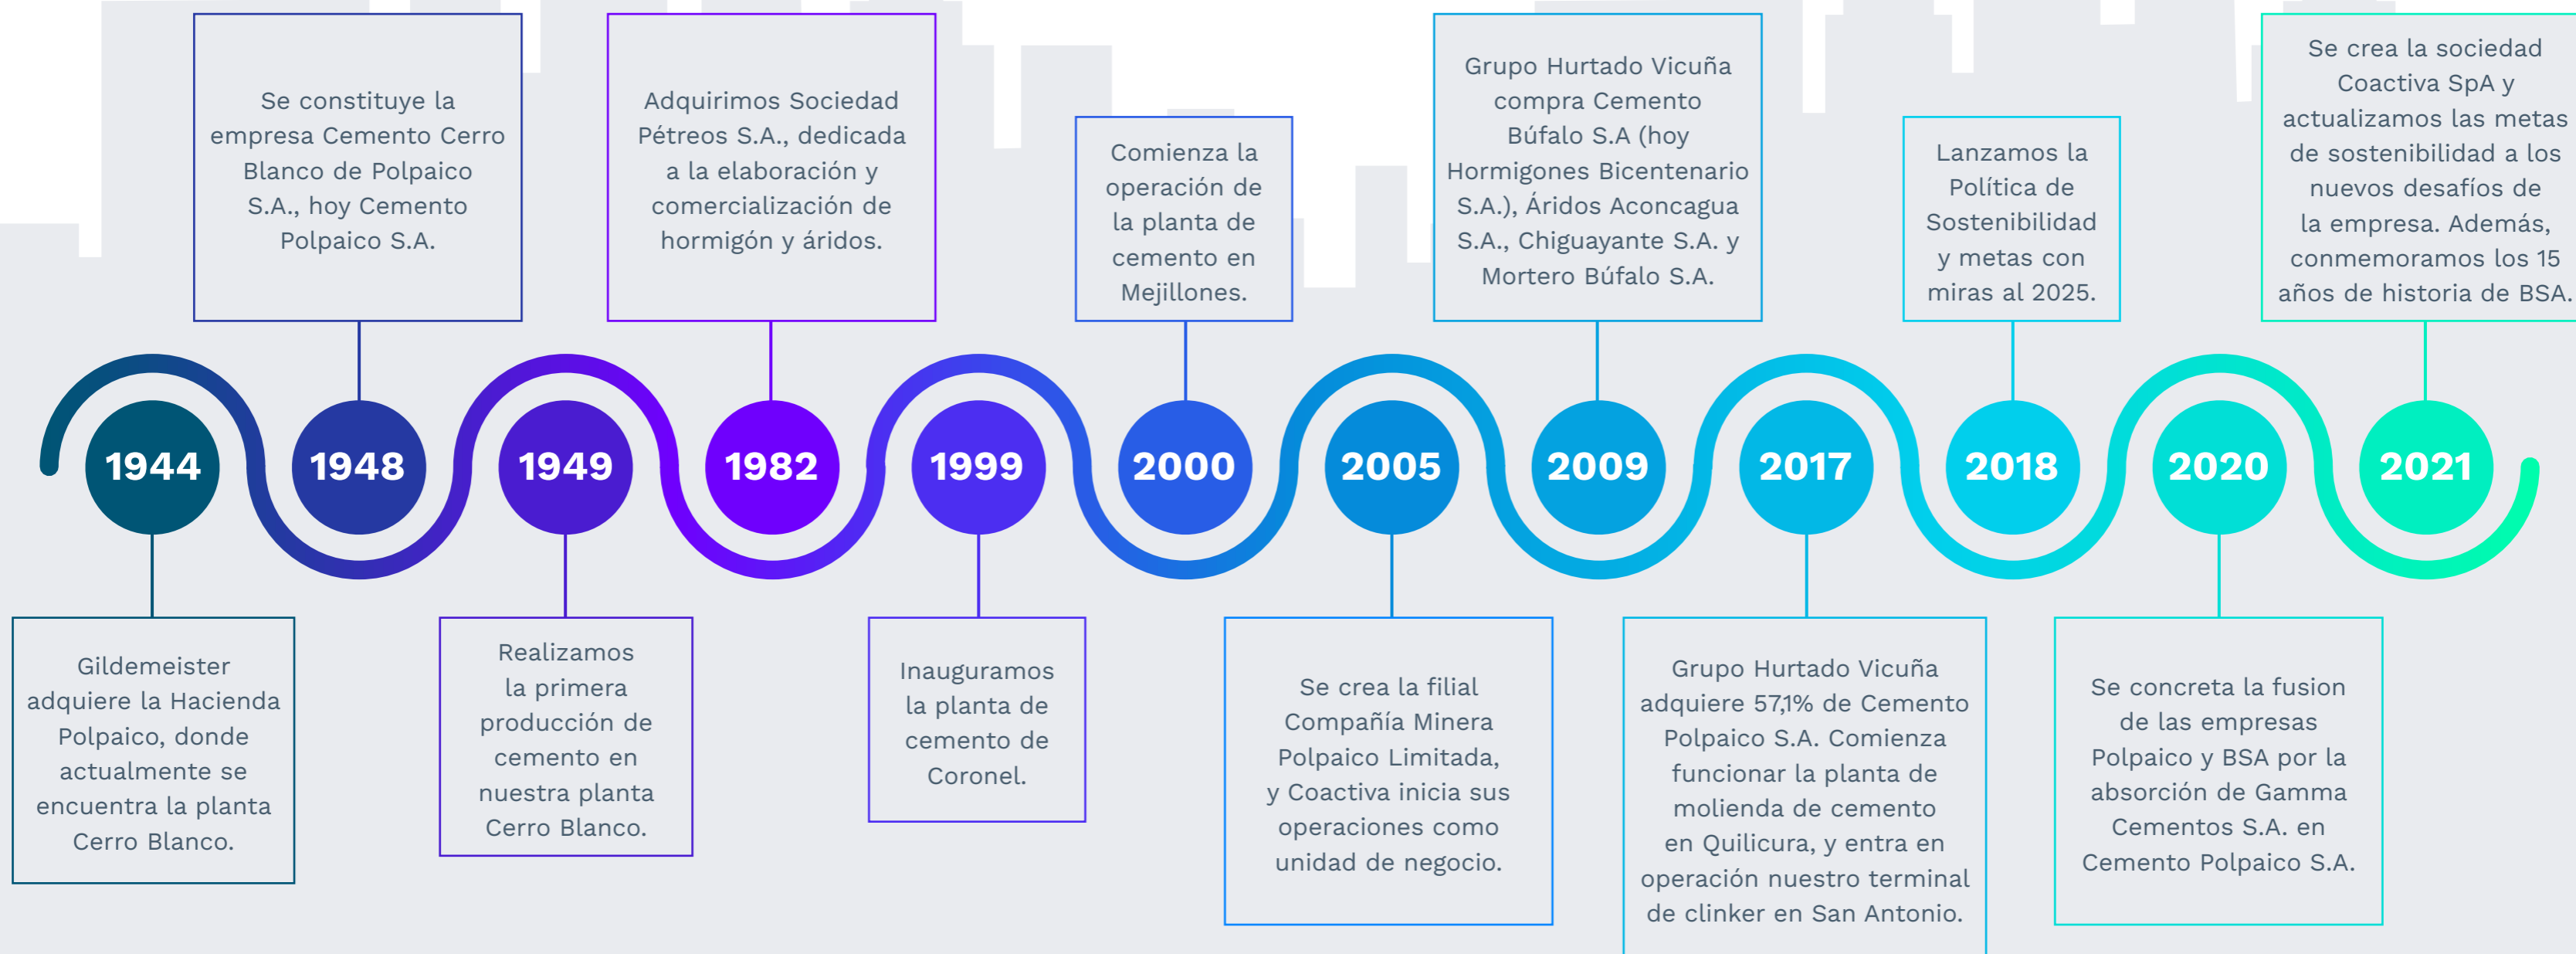 1944
Gildemeister
adquiere la Hacienda
Polpaico, donde
actualmente se
encuentra la planta
Cerro Blanco.
Se constituye la
empresa Cemento Cerro
Blanco de Polpaico
S.A., hoy Cemento
Polpaico S.A.
1948
1949
Realizamos
la primera
producción de
cemento en
nuestra planta
Cerro Blanco.
Adquirimos Sociedad
Pétreos S.A., dedicada
a la elaboración y
comercialización de
hormigón y áridos.
1982
1999
Inauguramos
la planta de
cemento de
Coronel.
Comienza la
operación de
la planta de
cemento en
Mejillones.
2000
2005
Se crea la filial
Compañía Minera
Polpaico Limitada,
y Coactiva inicia sus
operaciones como
unidad de negocio.
Grupo Hurtado Vicuña
compra Cemento
Búfalo S.A (hoy
Hormigones Bicentenario
S.A.), Áridos Aconcagua
S.A., Chiguayante S.A. y
Mortero Búfalo S.A.
2009
2017
Grupo Hurtado Vicuña
adquiere 57,1% de Cemento
Polpaico S.A. Comienza
funcionar la planta de
molienda de cemento
en Quilicura, y entra en
operación nuestro terminal
de clinker en San Antonio.
Lanzamos la
Política de
Sostenibilidad
y metas con
miras al 2025.
2018
2020
Se concreta la fusion
de las empresas
Polpaico y BSA por la
absorción de Gamma
Cementos S.A. en
Cemento Polpaico S.A.
Se crea la sociedad
Coactiva SpA y
actualizamos las metas
de sostenibilidad a los
nuevos desafíos de
la empresa. Además,
conmemoramos los 15
años de historia de BSA.
2021